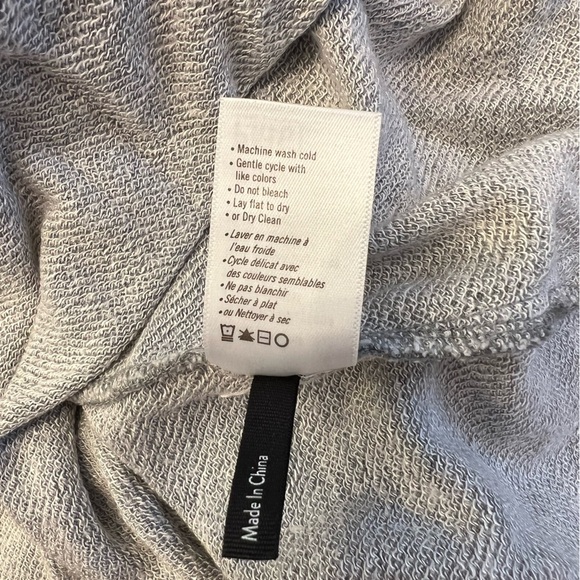 • Machine wash cold
• Gentle cycle with
like colors
• Do not bleach
• Lay flat to dry
• or Dry Clean
• Laver en machine à
l'eau froide
• Cycle délicat avec
des couleurs semblables
• Ne pas blanchir
• Sécher à plat
• ou Nettoyer à sec
Made In China